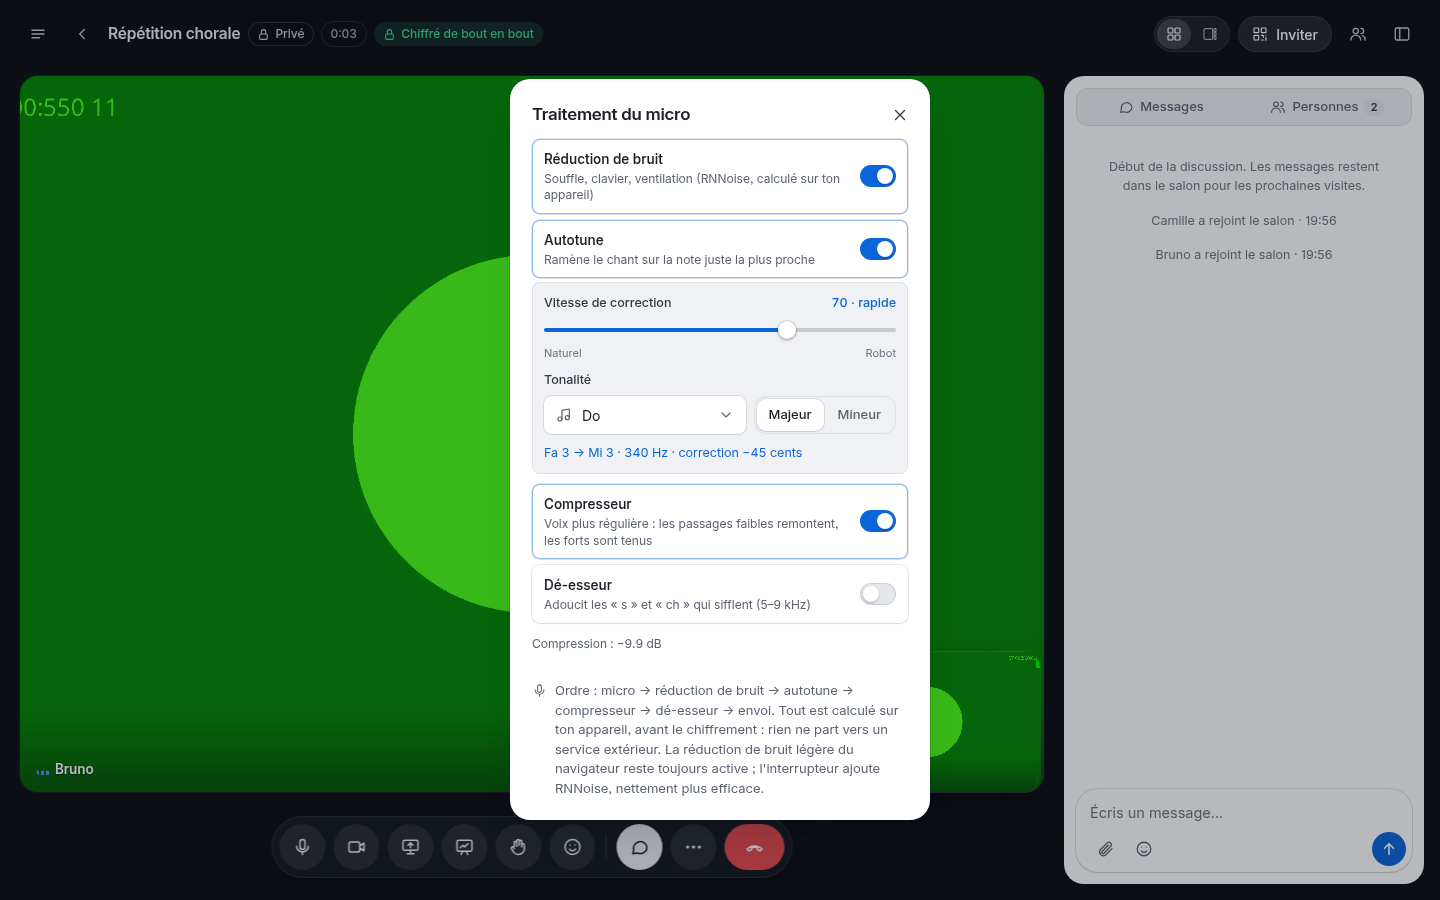 Répétition chorale
Privé
0:03
Chiffré de bout en bout
Inviter
0:550 11
Traitement du micro
Réduction de bruit
Souffle, clavier, ventilation (RNNoise, calculé sur ton
appareil)
Autotune
Ramène le chant sur la note juste la plus proche
Vitesse de correction
70 · rapide
Naturel
Robot
Tonalité
Do
Majeur
Mineur
Fa 3 → Mi 3 · 340 Hz · correction −45 cents
Compresseur
Voix plus régulière : les passages faibles remontent,
les forts sont tenus
Dé-esseur
Adoucit les « s » et « ch » qui sifflent (5–9 kHz)
Compression : −9.9 dB
Ordre : micro → réduction de bruit → autotune →
compresseur → dé-esseur → envoi. Tout est calculé sur
ton appareil, avant le chiffrement : rien ne part vers un
service extérieur. La réduction de bruit légère du
navigateur reste toujours active ; l'interrupteur ajoute
RNNoise, nettement plus efficace.
Bruno
Messages
Personnes 2
Début de la discussion. Les messages restent
dans le salon pour les prochaines visites.
Camille a rejoint le salon · 19:56
Bruno a rejoint le salon · 19:56
Écris un message...